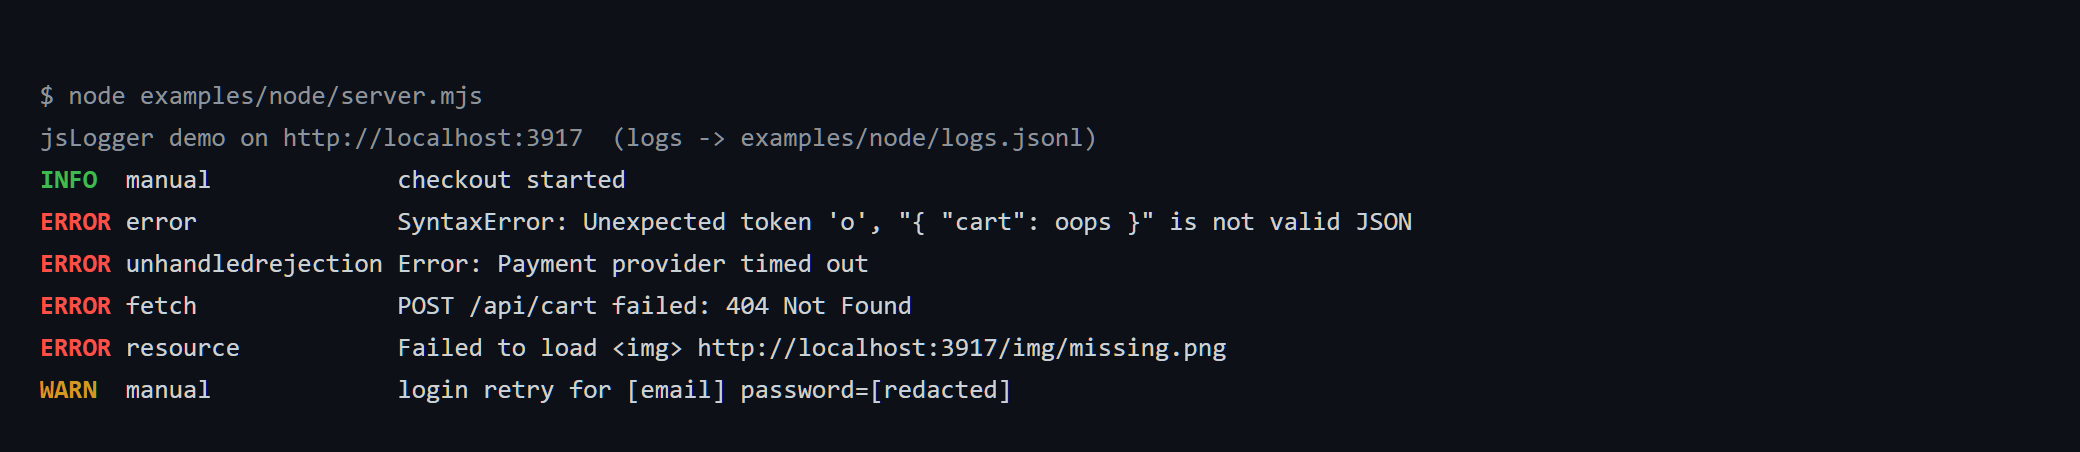 $ node examples/node/server.mjs
jsLogger demo on http://localhost:3917  (logs -> examples/node/logs.jsonl)
INFO  manual             checkout started
ERROR error              SyntaxError: Unexpected token 'o', "{ "cart": oops }" is not valid JSON
ERROR unhandledrejection Error: Payment provider timed out
ERROR fetch              POST /api/cart failed: 404 Not Found
ERROR resource           Failed to load <img> http://localhost:3917/img/missing.png
WARN  manual             login retry for [email] password=[redacted]